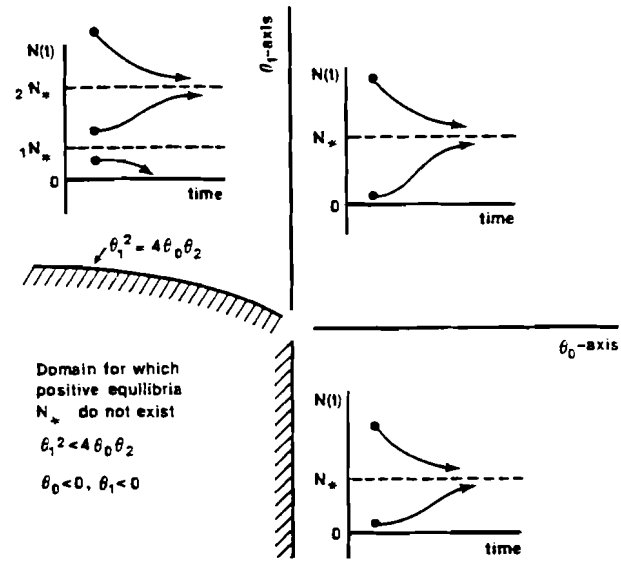 N(t)
₂N*
₁N*
0
time
θ₁-axis
N(t)
N*
0
time
θ₁² = 4θ₀θ₂
θ₀-axis
Domain for which
positive equilibria
N* do not exist
θ₁² < 4θ₀θ₂
θ₀ < 0, θ₁ < 0
N(t)
N*
0
time